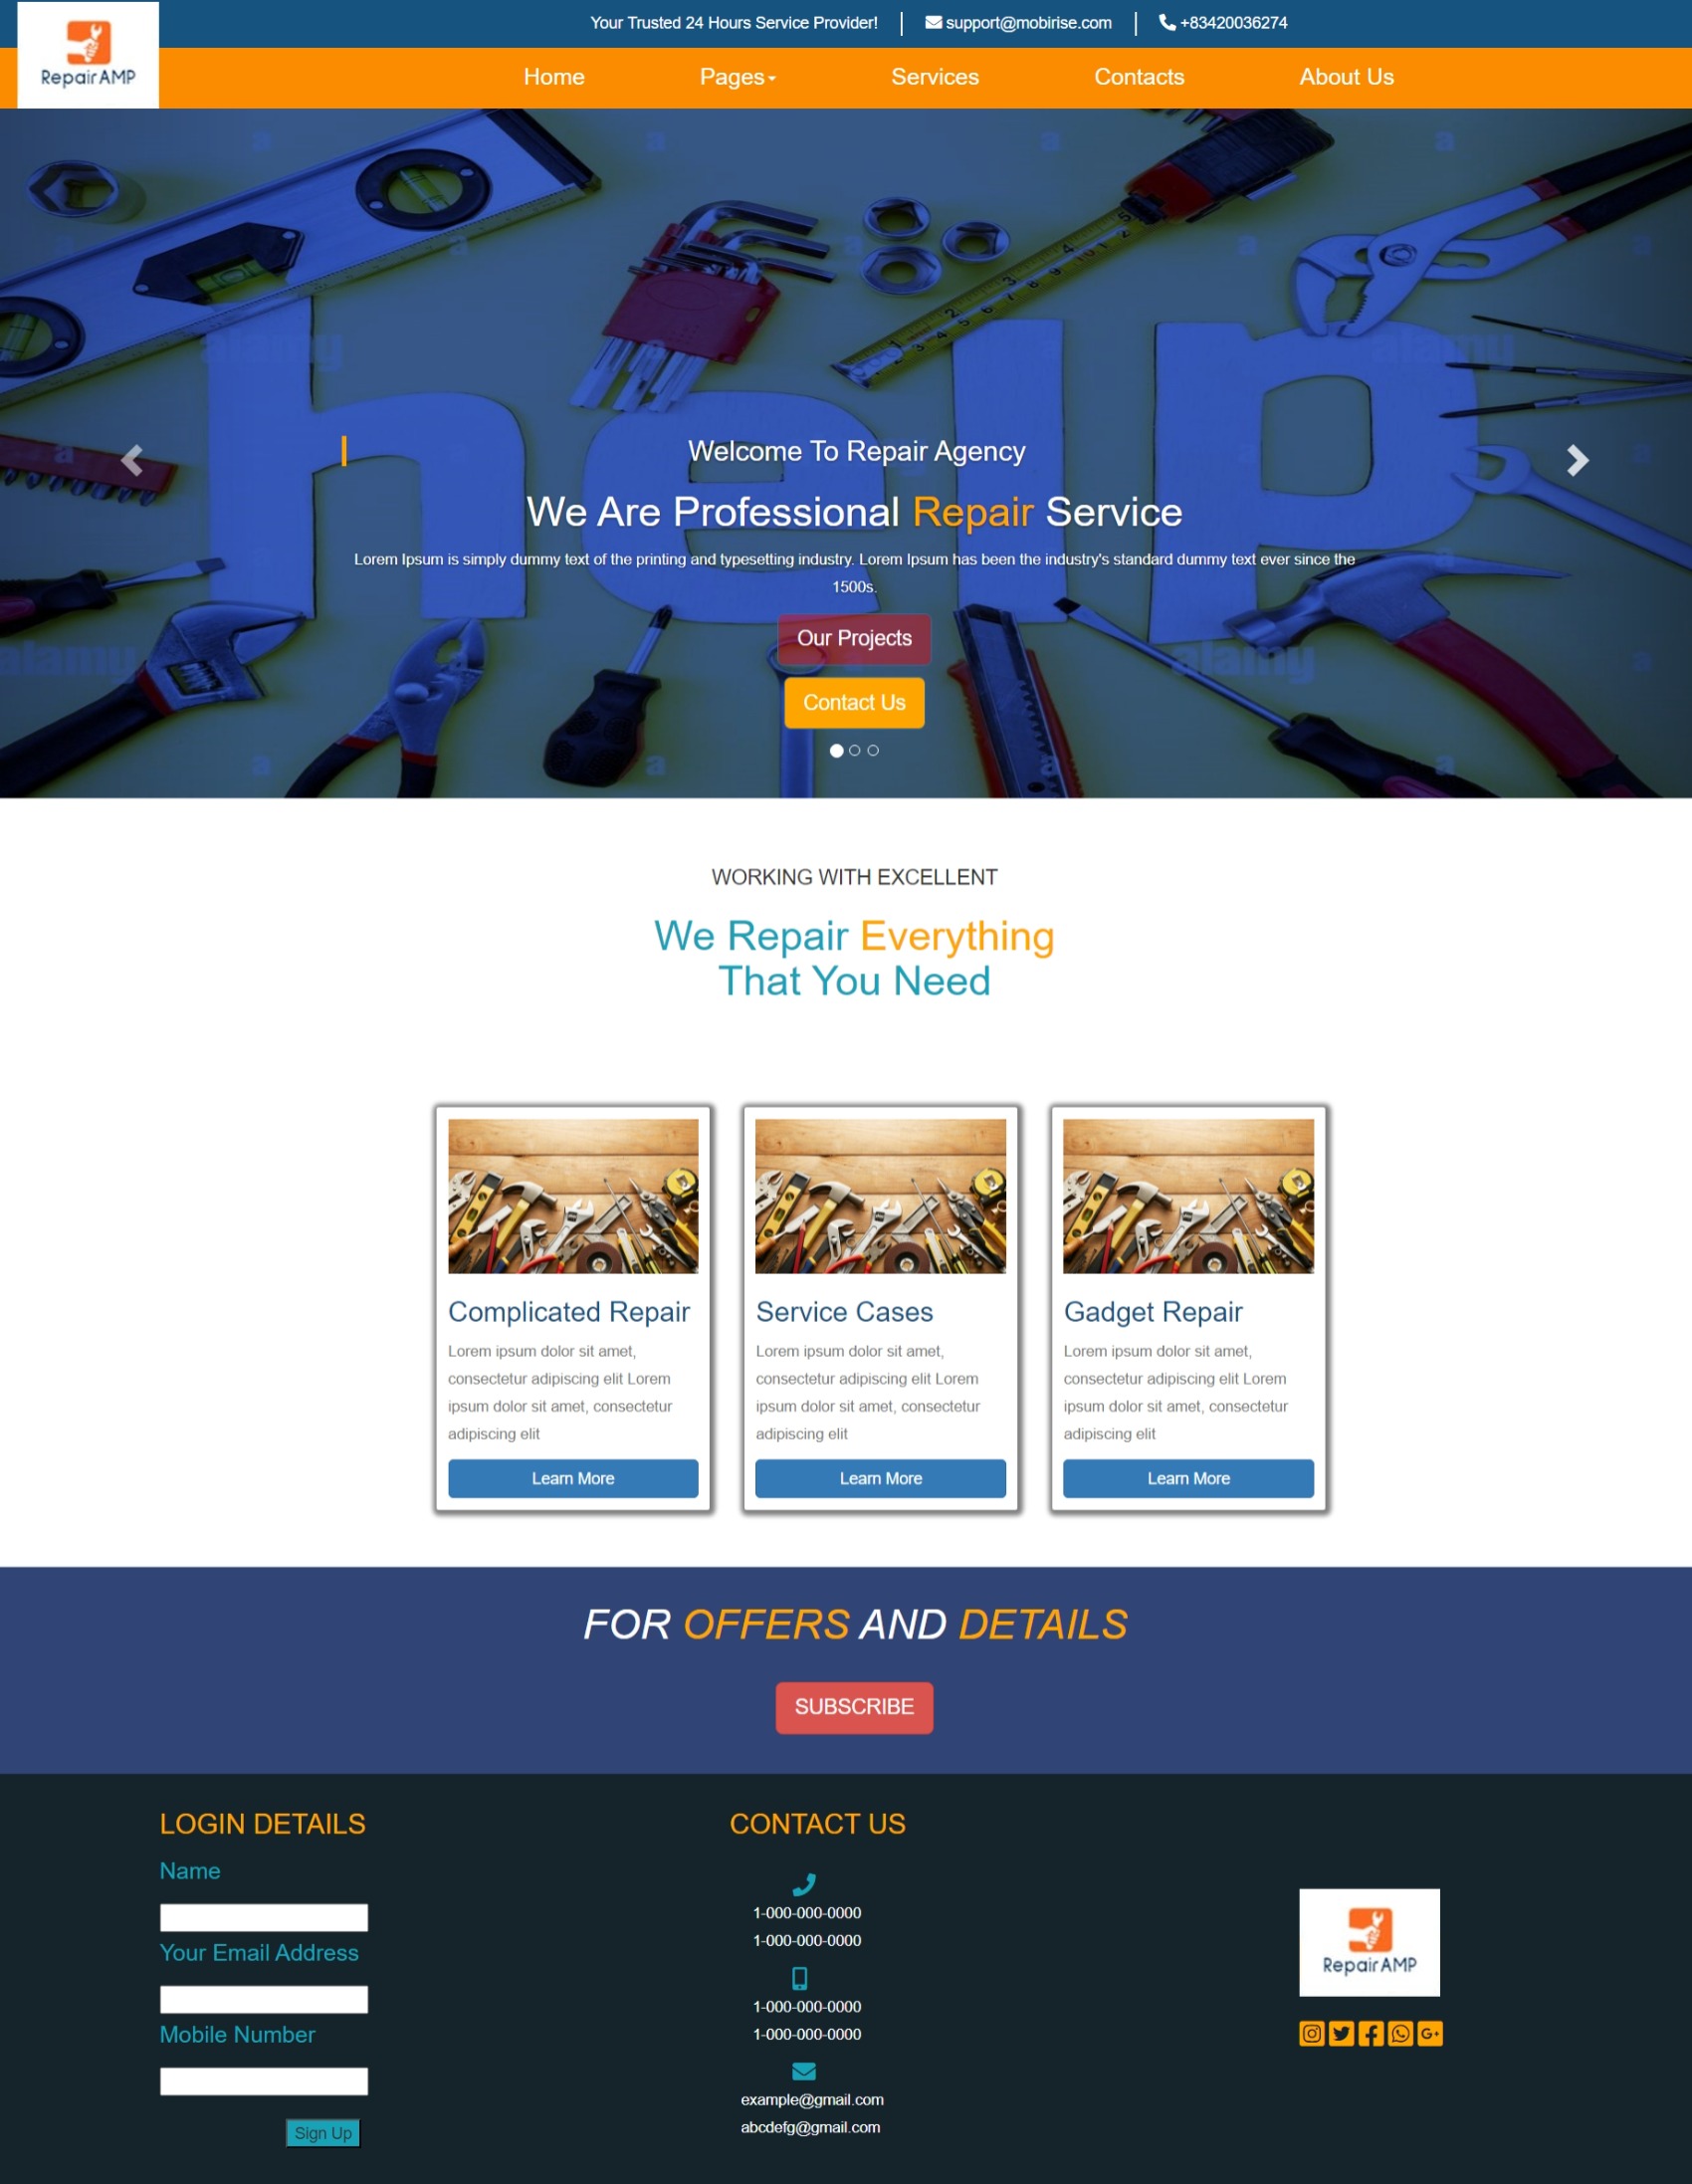 Your Trusted 24 Hours Service Provider!
support@mobirise.com
+83420036274
Repair AMP
Home
Pages
Services
Contacts
About Us
help
alamy
alamy
alamy
alamy
Welcome To Repair Agency
We Are Professional Repair Service
Lorem Ipsum is simply dummy text of the printing and typesetting industry. Lorem Ipsum has been the industry's standard dummy text ever since the
1500s.
Our Projects
Contact Us
WORKING WITH EXCELLENT
We Repair Everything
That You Need
Complicated Repair
Lorem ipsum dolor sit amet,
consectetur adipiscing elit Lorem
ipsum dolor sit amet, consectetur
adipiscing elit
Learn More
Service Cases
Lorem ipsum dolor sit amet,
consectetur adipiscing elit Lorem
ipsum dolor sit amet, consectetur
adipiscing elit
Learn More
Gadget Repair
Lorem ipsum dolor sit amet,
consectetur adipiscing elit Lorem
ipsum dolor sit amet, consectetur
adipiscing elit
Learn More
FOR OFFERS AND DETAILS
SUBSCRIBE
LOGIN DETAILS
Name
Your Email Address
Mobile Number
Sign Up
CONTACT US
1-000-000-0000
1-000-000-0000
1-000-000-0000
1-000-000-0000
example@gmail.com
abcdefg@gmail.com
Repair AMP
G+